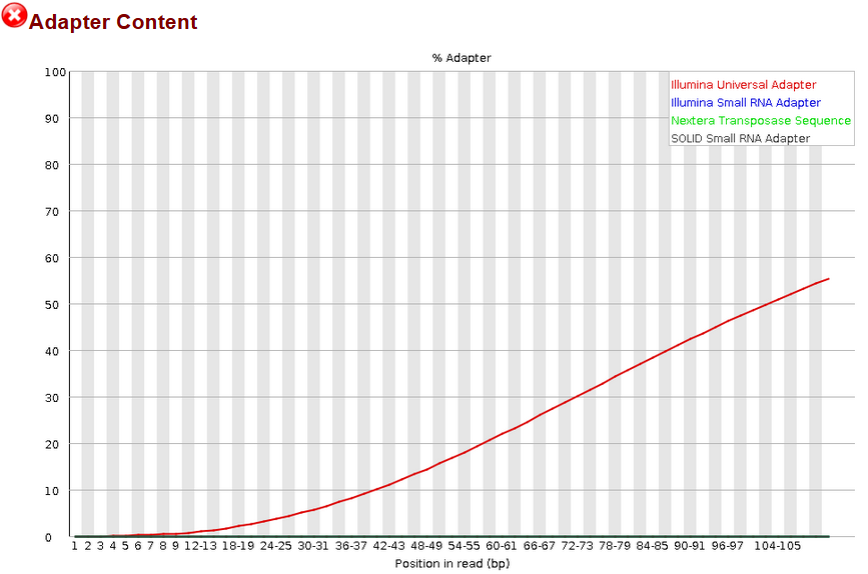 Adapter Content
% Adapter
100
90
80
70
60
50
40
30
20
10
0
Illumina Universal Adapter
Illumina Small RNA Adapter
Nextera Transposase Sequence
SOLID Small RNA Adapter
1 2 3 4 5 6 7 8 9 12-13 18-19 24-25 30-31 36-37 42-43 48-49 54-55 60-61 66-67 72-73 78-79 84-85 90-91 96-97 104-105
Position in read (bp)